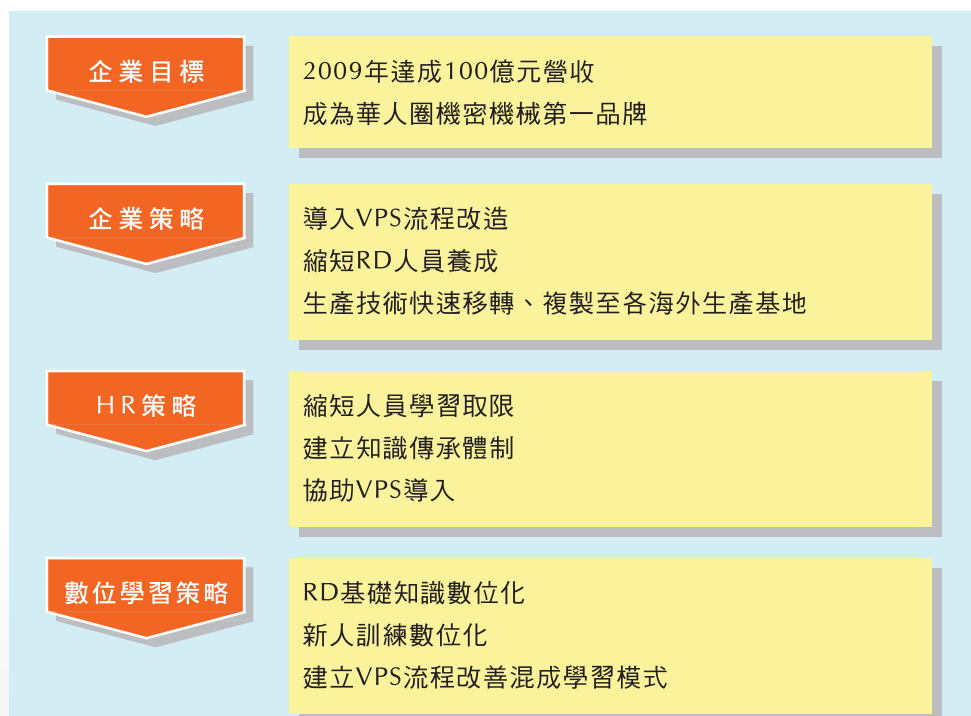 企業目標
2009年達成100億元營收
成為華人圈機密機械第一品牌
企業策略
導入VPS流程改造
縮短RD人員養成
生產技術快速移轉、複製至各海外生產基地
HR策略
縮短人員學習取限
建立知識傳承體制
協助VPS導入
數位學習策略
RD基礎知識數位化
新人訓練數位化
建立VPS流程改善混成學習模式